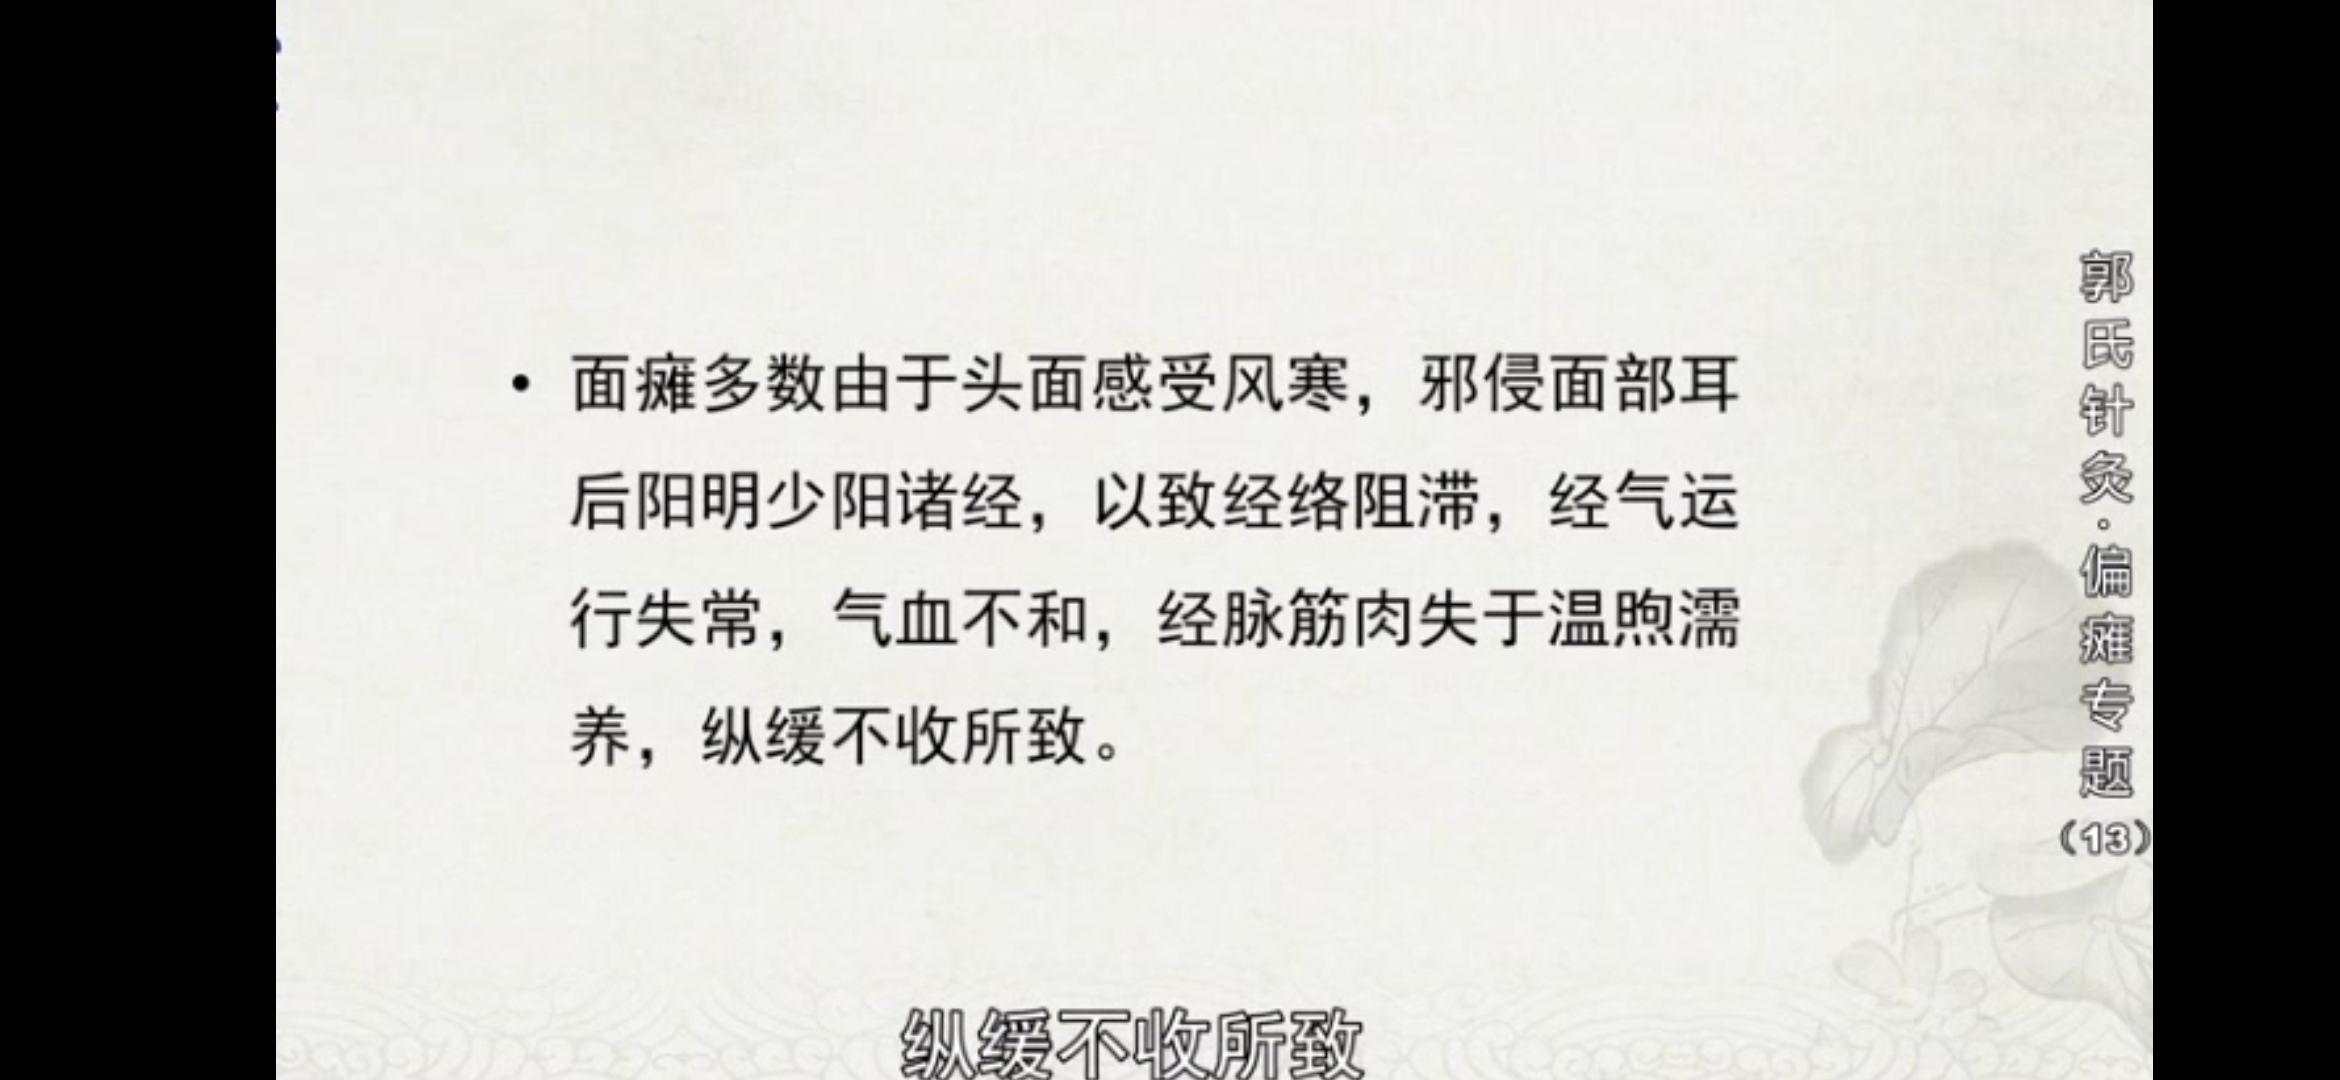 • 面瘫多数由于头面感受风寒，邪侵面部耳
后阳明少阳诸经，以致经络阻滞，经气运
行失常，气血不和，经脉筋肉失于温煦濡
养，纵缓不收所致。
郭氏针灸·偏瘫专题（13）
纵缓不收所致